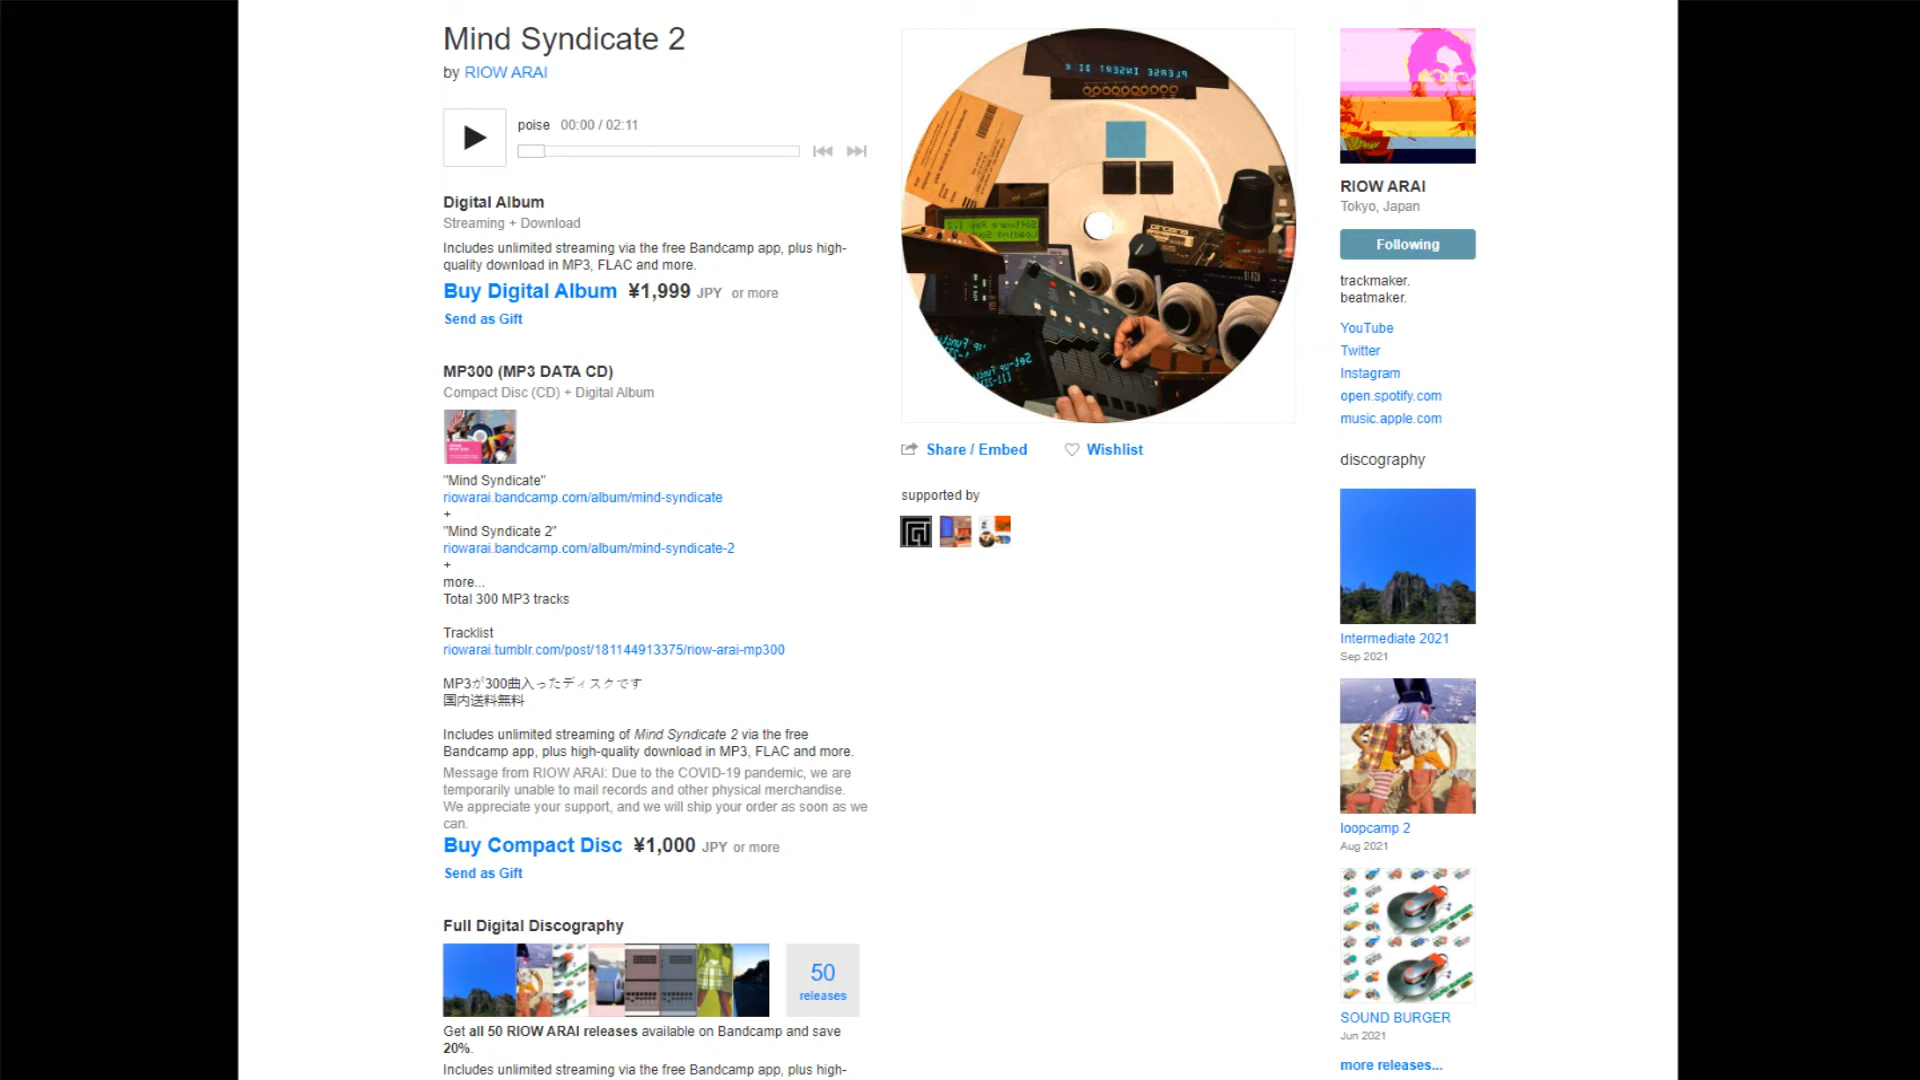 Mind Syndicate 2
by RIOW ARAI
poise 00:00 / 02:11
Digital Album
Streaming + Download
Includes unlimited streaming via the free Bandcamp app, plus high-
quality download in MP3, FLAC and more.
Buy Digital Album ¥1,999 JPY or more
Send as Gift
MP300 (MP3 DATA CD)
Compact Disc (CD) + Digital Album
"Mind Syndicate"
riowarai.bandcamp.com/album/mind-syndicate
+
"Mind Syndicate 2"
riowarai.bandcamp.com/album/mind-syndicate-2
+
more...
Total 300 MP3 tracks
Tracklist
riowarai.tumblr.com/post/181144913375/riow-arai-mp300
MP3が300曲入ったディスクです
国内送料無料
Includes unlimited streaming of Mind Syndicate 2 via the free
Bandcamp app, plus high-quality download in MP3, FLAC and more.
Message from RIOW ARAI: Due to the COVID-19 pandemic, we are
temporarily unable to mail records and other physical merchandise.
We appreciate your support, and we will ship your order as soon as we
can.
Buy Compact Disc ¥1,000 JPY or more
Send as Gift
Full Digital Discography
50
releases
Get all 50 RIOW ARAI releases available on Bandcamp and save
20%.
Includes unlimited streaming via the free Bandcamp app, plus high-
PLEASE INSERT DI
Share / Embed
Wishlist
supported by
RIOW ARAI
Tokyo, Japan
Following
trackmaker.
beatmaker.
YouTube
Twitter
Instagram
open.spotify.com
music.apple.com
discography
Intermediate 2021
Sep 2021
loopcamp 2
Aug 2021
SOUND BURGER
Jun 2021
more releases...